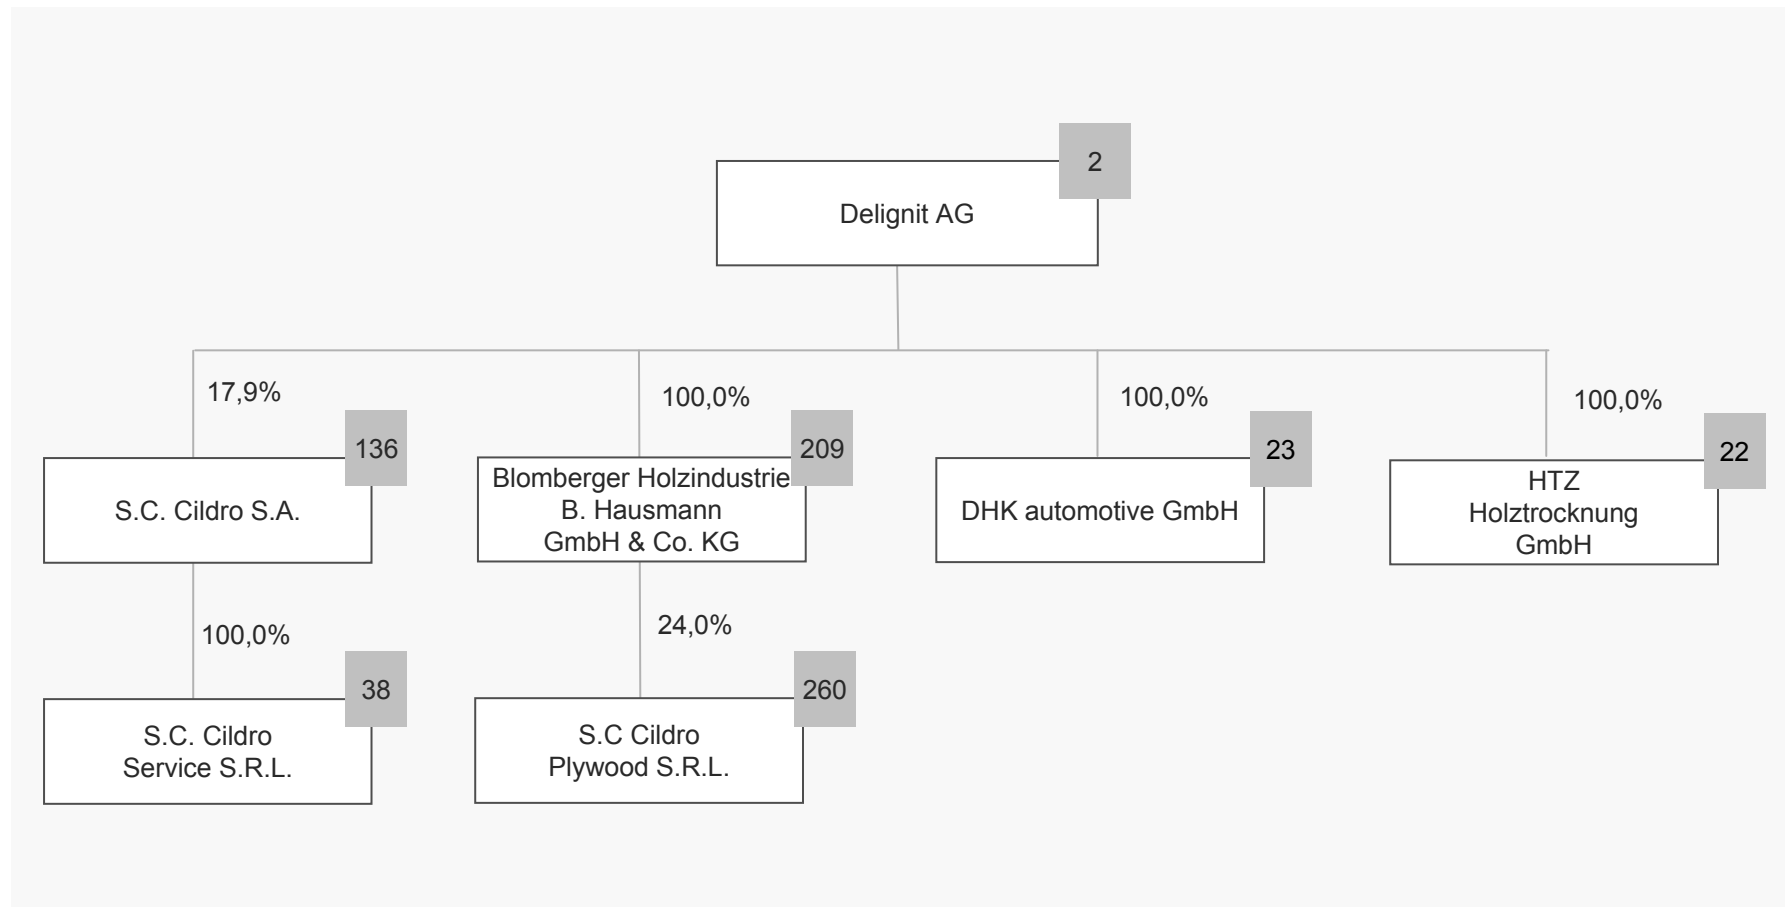 2
Delignit AG
17,9%
100,0%
100,0%
100,0%
136
209
23
22
S.C. Cildro S.A.
Blomberger Holzindustrie
B. Hausmann
GmbH & Co. KG
DHK automotive GmbH
HTZ
Holztrocknung
GmbH
100,0%
24,0%
38
260
S.C. Cildro
Service S.R.L.
S.C Cildro
Plywood S.R.L.